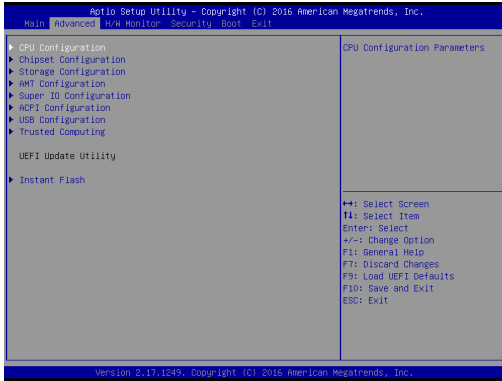 Aptio Setup Utility – Copyright (C) 2016 American Megatrends, Inc.
Main Advanced H/W Monitor Security Boot Exit
CPU Configuration
Chipset Configuration
Storage Configuration
AMT Configuration
Super IO Configuration
ACPI Configuration
USB Configuration
Trusted Computing
UEFI Update Utility
Instant Flash
CPU Configuration Parameters
↔: Select Screen
↑↓: Select Item
Enter: Select
+/-: Change Option
F1: General Help
F7: Discard Changes
F9: Load UEFI Defaults
F10: Save and Exit
ESC: Exit
Version 2.17.1249. Copyright (C) 2016 American Megatrends, Inc.